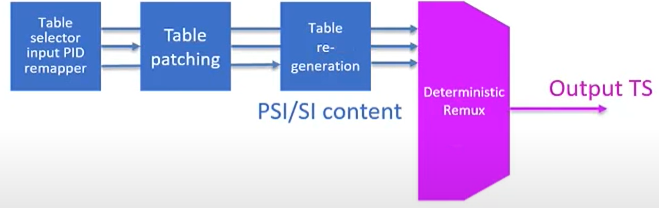 Table
selector
input PID
remapper
Table
patching
Table
re-
generation
PSI/SI content
Deterministic
Remux
Output TS